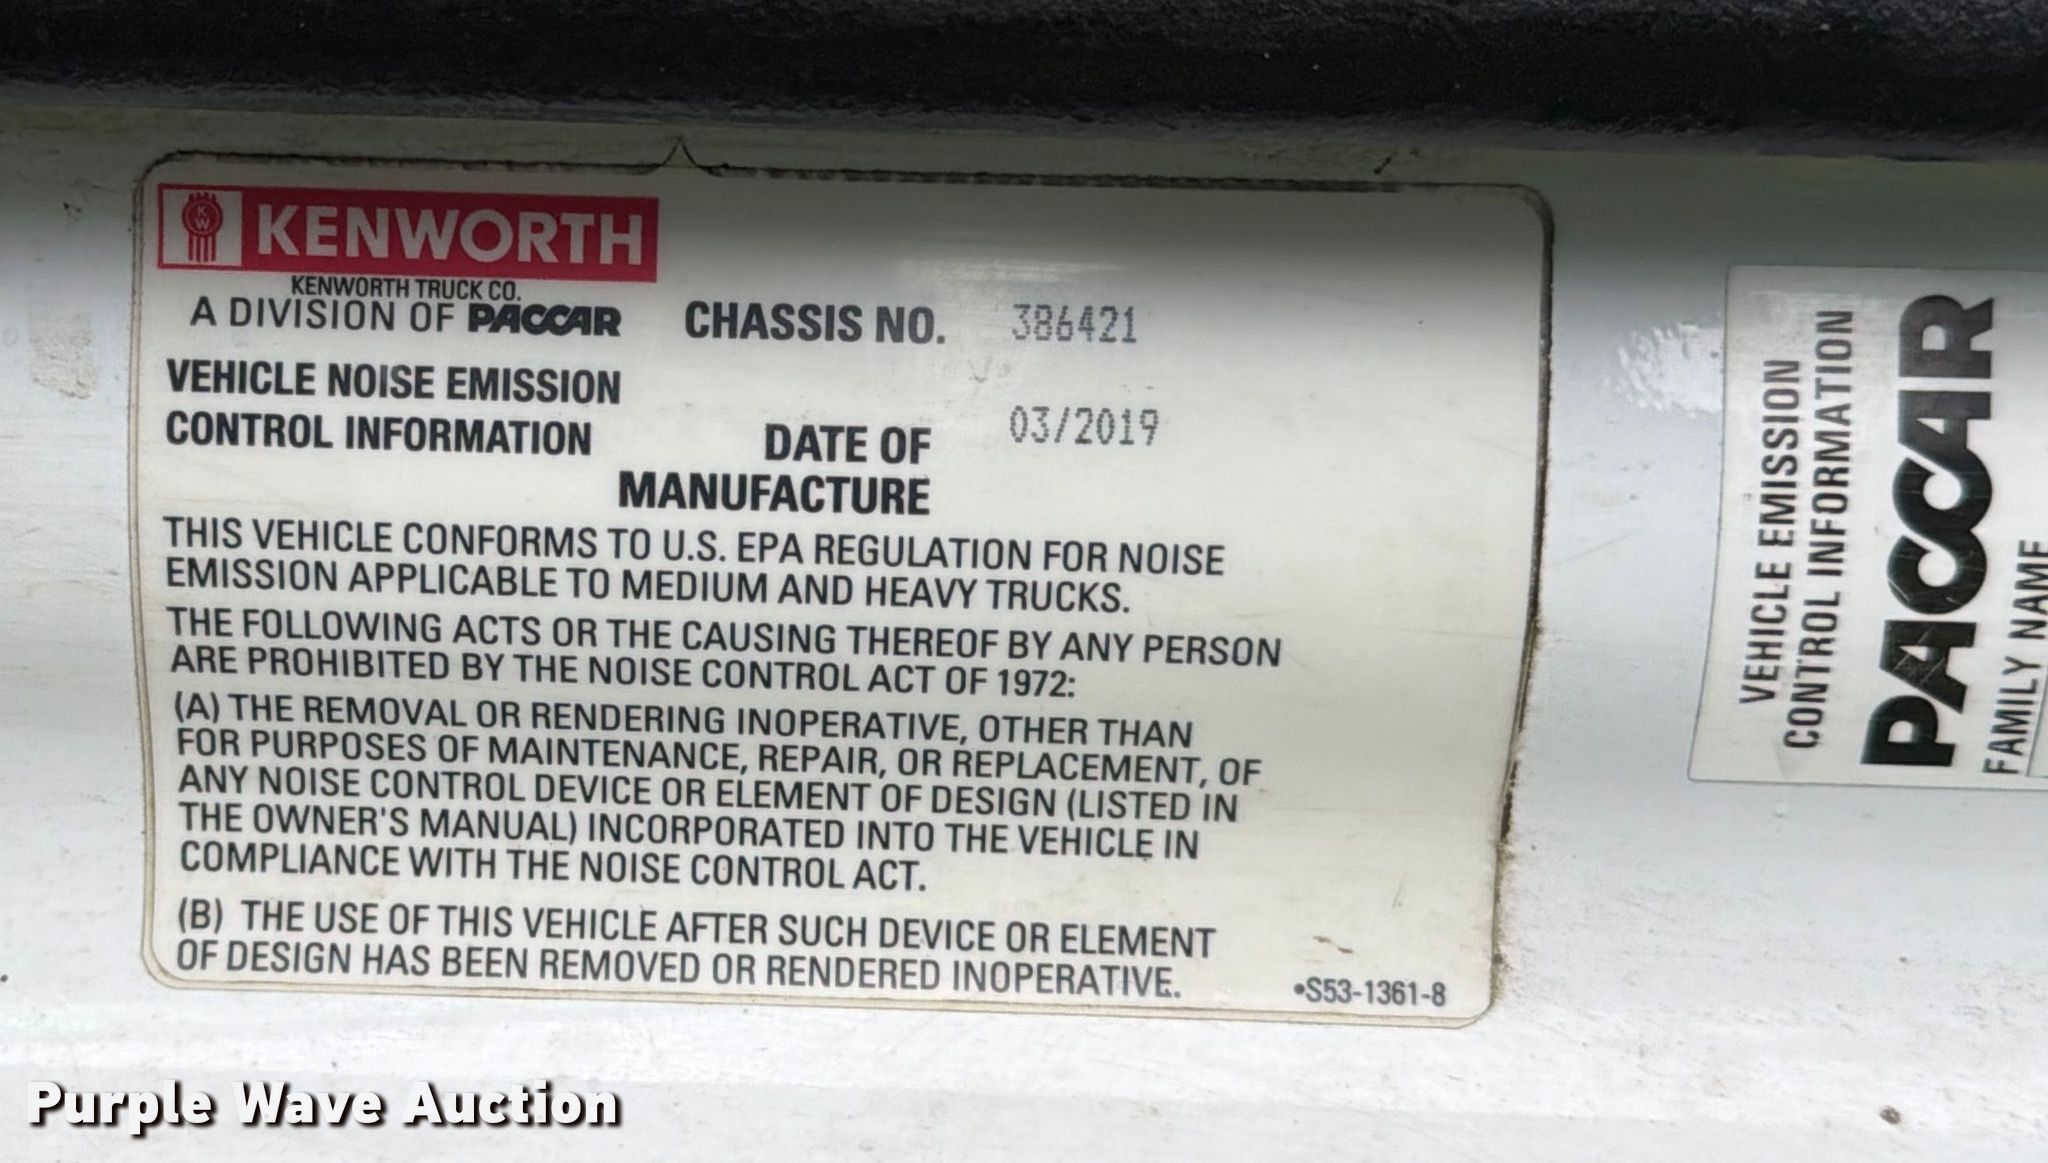 KW KENWORTH
KENWORTH TRUCK CO.
A DIVISION OF PACCAR
CHASSIS NO. 386421
VEHICLE NOISE EMISSION
CONTROL INFORMATION
DATE OF 03/2019
MANUFACTURE
THIS VEHICLE CONFORMS TO U.S. EPA REGULATION FOR NOISE
EMISSION APPLICABLE TO MEDIUM AND HEAVY TRUCKS.
THE FOLLOWING ACTS OR THE CAUSING THEREOF BY ANY PERSON
ARE PROHIBITED BY THE NOISE CONTROL ACT OF 1972:
(A) THE REMOVAL OR RENDERING INOPERATIVE, OTHER THAN
FOR PURPOSES OF MAINTENANCE, REPAIR, OR REPLACEMENT, OF
ANY NOISE CONTROL DEVICE OR ELEMENT OF DESIGN (LISTED IN
THE OWNER'S MANUAL) INCORPORATED INTO THE VEHICLE IN
COMPLIANCE WITH THE NOISE CONTROL ACT.
(B) THE USE OF THIS VEHICLE AFTER SUCH DEVICE OR ELEMENT
OF DESIGN HAS BEEN REMOVED OR RENDERED INOPERATIVE.
•S53-1361-8
VEHICLE EMISSION
CONTROL INFORMATION
PACCAR
FAMILY NAME
Purple Wave Auction